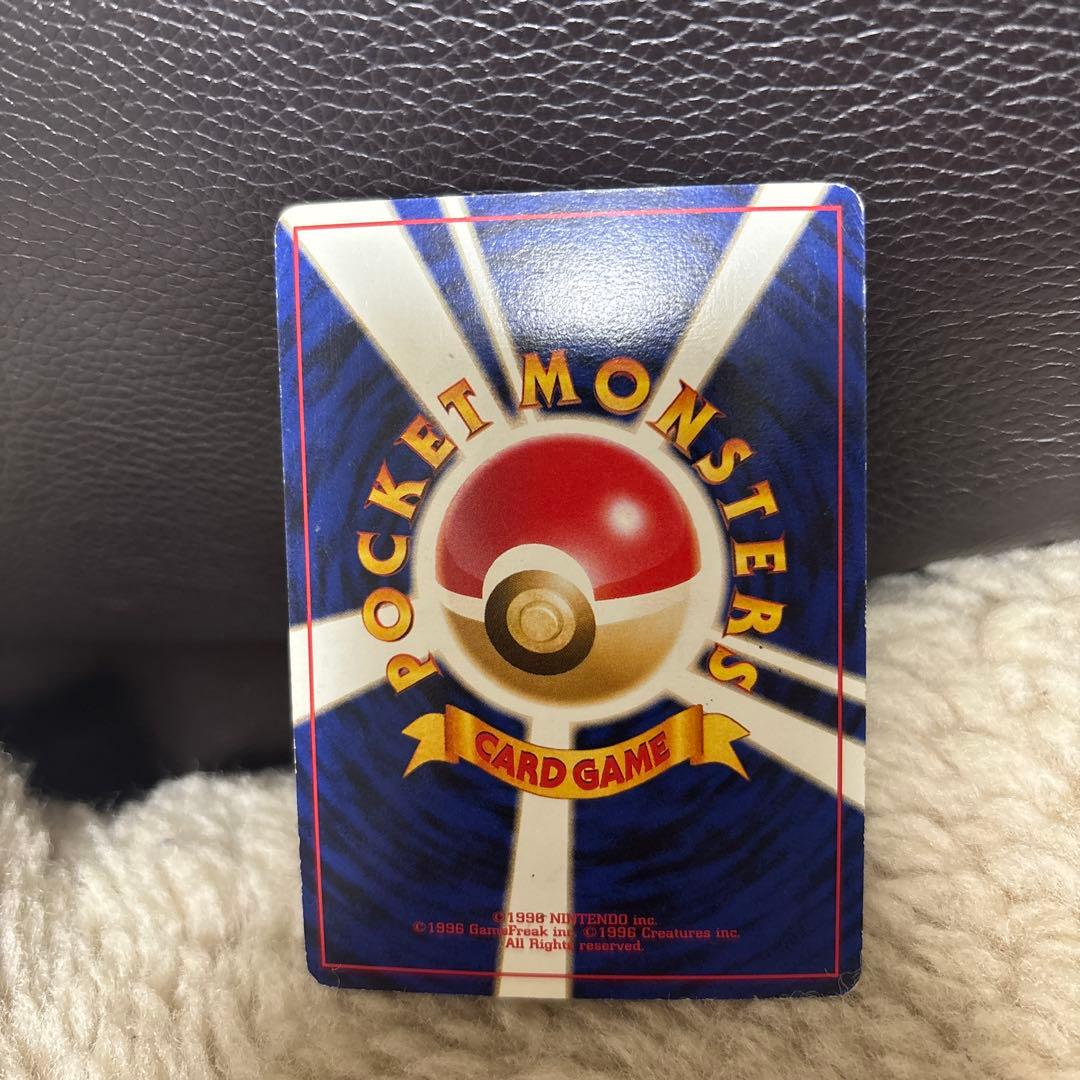 POCKET MONSTERS
CARD GAME
©1996 NINTENDO inc.
©1996 GameFreak inc. ©1996 Creatures inc.
All Rights reserved.